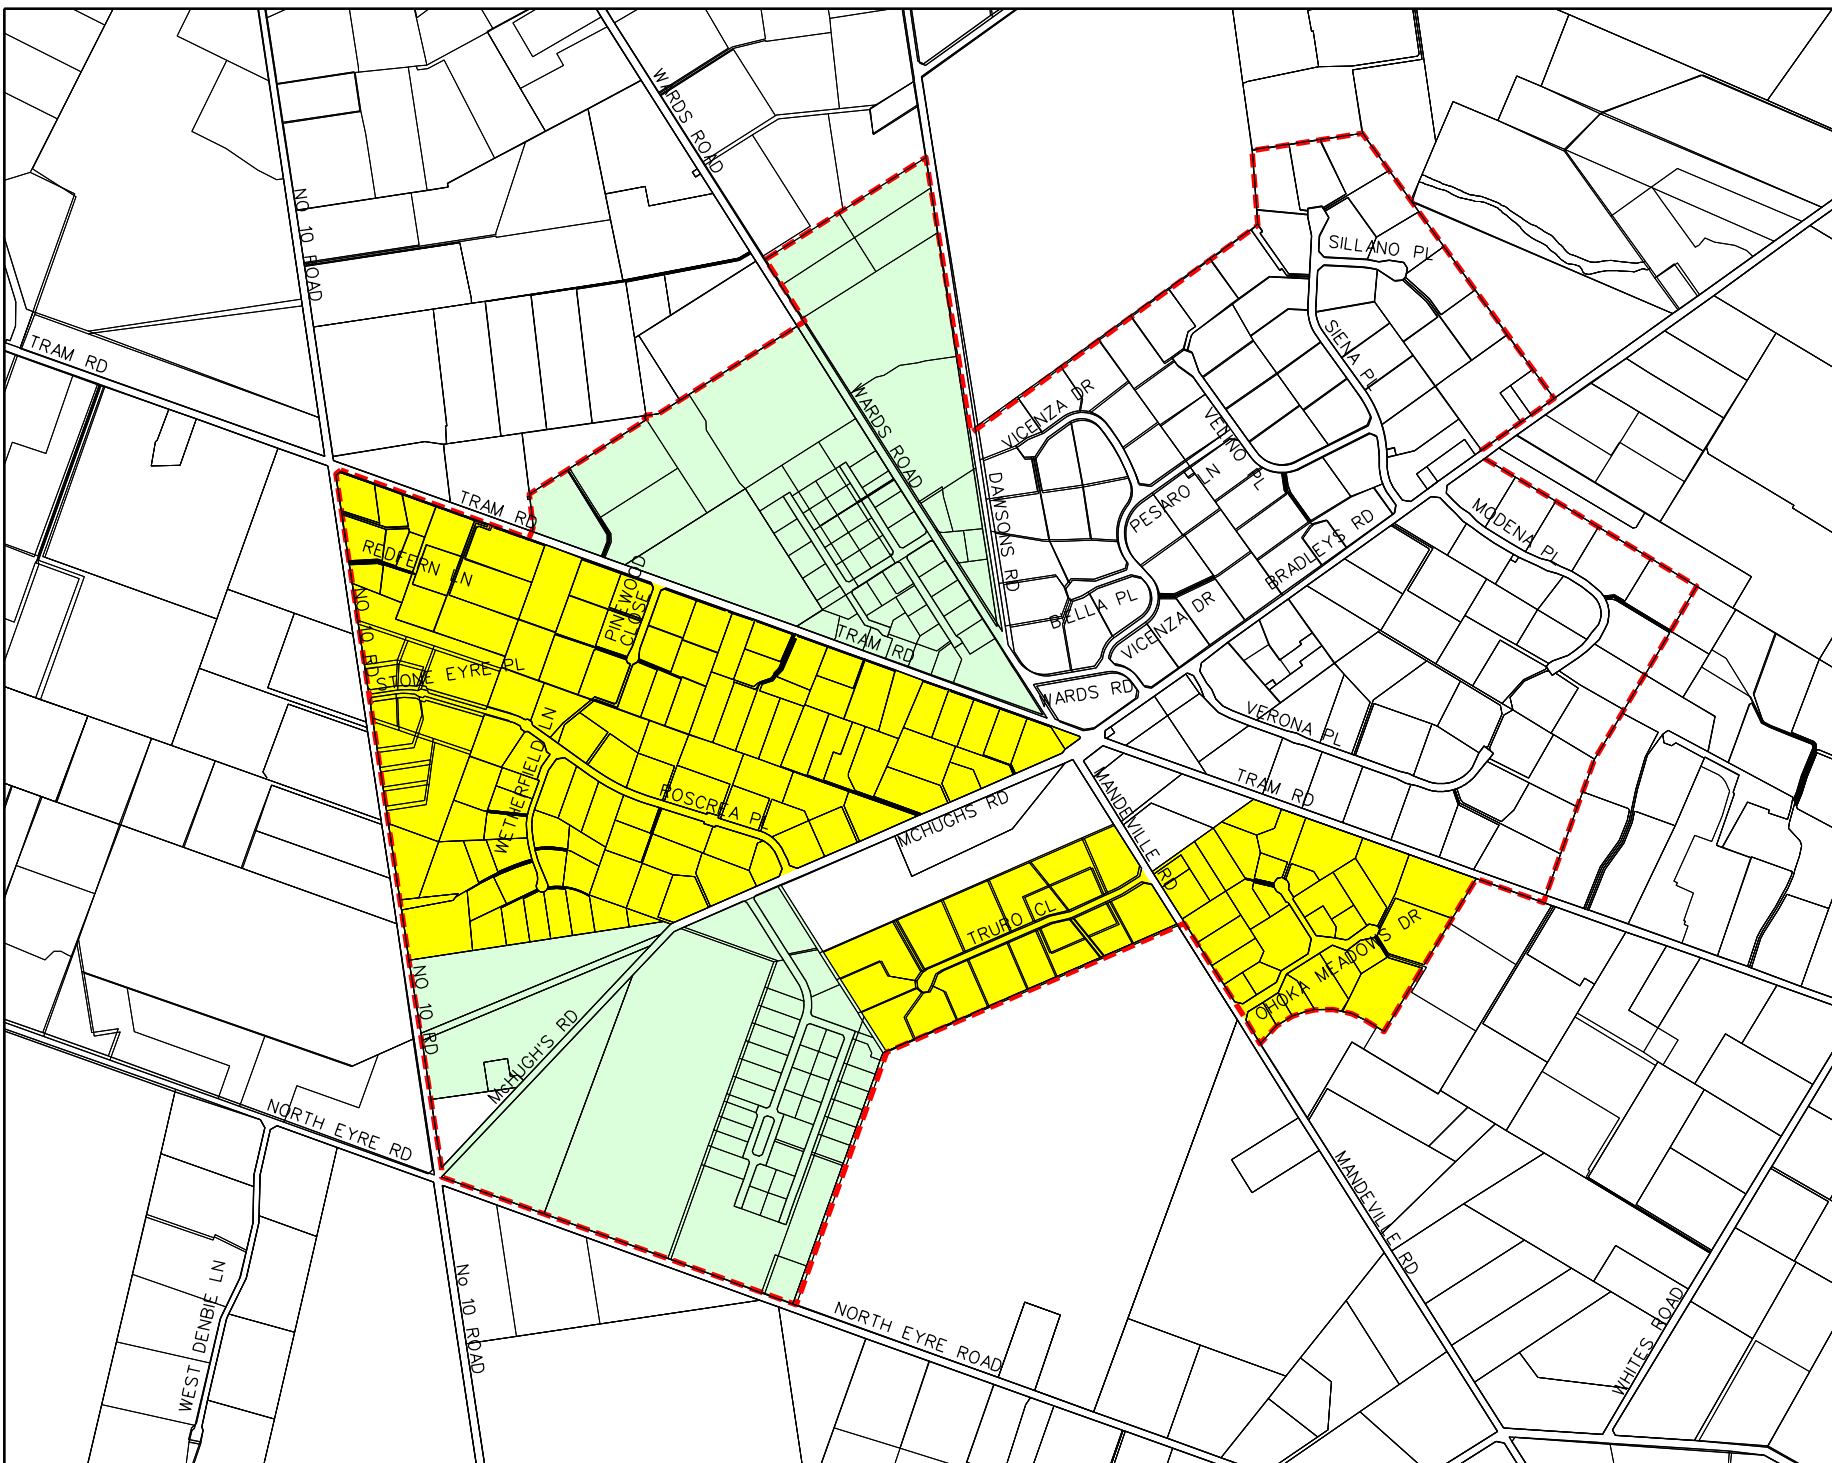 WARDS ROAD
NO 10 ROAD
SILLANO PL
TRAM RD
SIENA PL
VICENZA DR
WARDS ROAD
VELINO PL
PESARO LN
TRAM RD
DAWSONS RD
MODENA PL
BRADLEYS RD
REDFERN LN
PINEWOOD
CLOSE
NO 10 RD
BIELLA PL
VICENZA DR
TRAM RD
STONE EYRE PL
WARDS RD
VERONA PL
WETHERFIELD LN
ROSCREA PL
TRAM RD
MCHUGHS RD
MANDEVILLE RD
TRURO CL
OHOKA MEADOWS DR
NO 10 RD
McHUGH'S RD
NORTH EYRE RD
MANDEVILLE RD
WEST DENBIE LN
No 10 ROAD
NORTH EYRE ROAD
WHITES ROAD